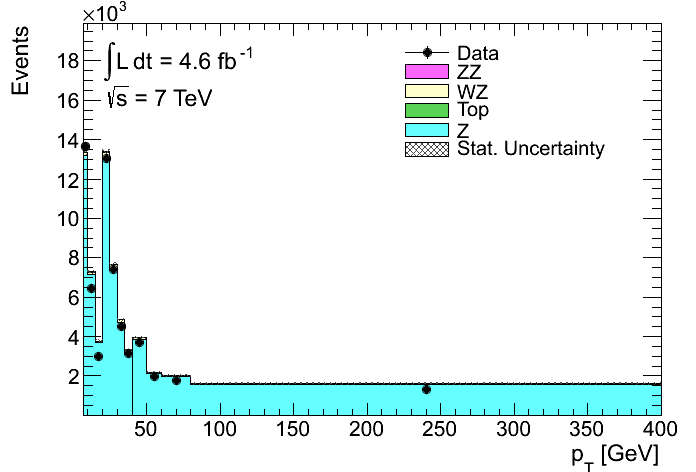 ×10³
Events
∫L dt = 4.6 fb⁻¹
√s = 7 TeV
Data
ZZ
WZ
Top
Z
Stat. Uncertainty
18
16
14
12
10
8
6
4
2
50 100 150 200 250 300 350 400
p_T [GeV]